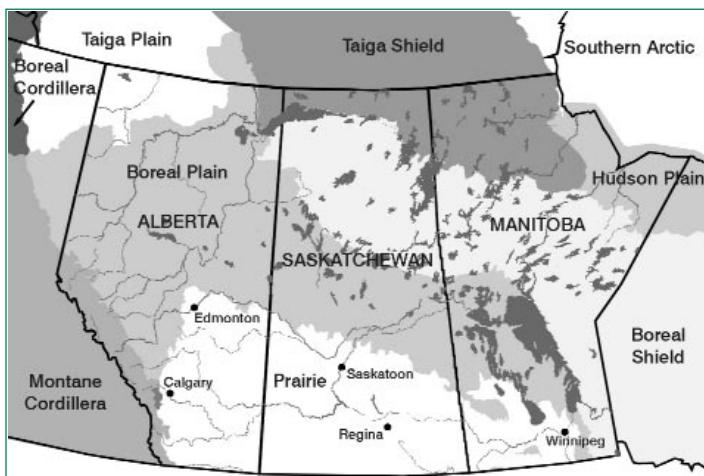 Taiga Plain
Taiga Shield
Southern Arctic
Boreal
Cordillera
Boreal Plain
Hudson Plain
ALBERTA
MANITOBA
SASKATCHEWAN
Edmonton
Boreal
Shield
Montane
Cordillera
Calgary
Prairie
Saskatoon
Regina
Winnipeg